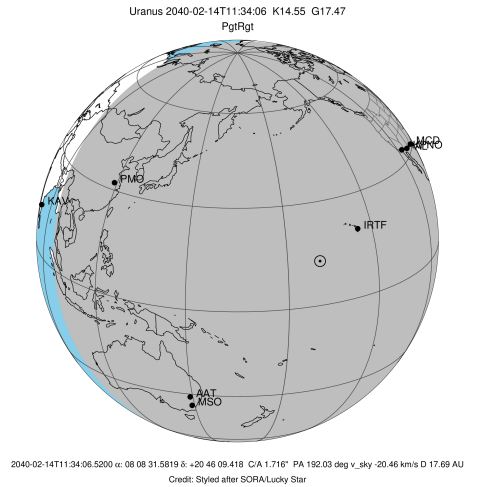 Uranus 2040-02-14T11:34:06 K14.55 G17.47
PgtRgt
MCD
KAV
PMO
IRTF
AAT
MSO
2040-02-14T11:34:06.5200 α: 08 08 31.5819 δ: +20 46 09.418 C/A 1.716" PA 192.03 deg v_sky -20.46 km/s D 17.69 AU
Credit: Styled after SORA/Lucky Star